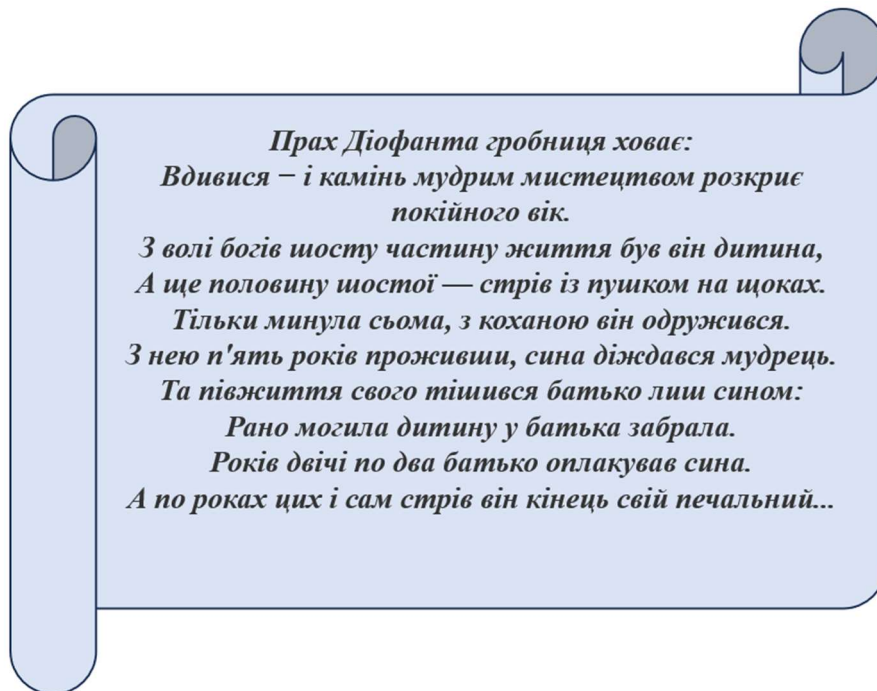 Прах Діофанта гробниця ховає:
Вдивися − і камінь мудрим мистецтвом розкриє
покійного вік.
З волі богів шосту частину життя був він дитина,
А ще половину шостої — стрів із пушком на щоках.
Тільки минула сьома, з коханою він одружився.
З нею п'ять років проживши, сина діждався мудрець.
Та півжиття свого тішився батько лиш сином:
Рано могила дитину у батька забрала.
Років двічі по два батько оплакував сина.
А по роках цих і сам стрів він кінець свій печальний...